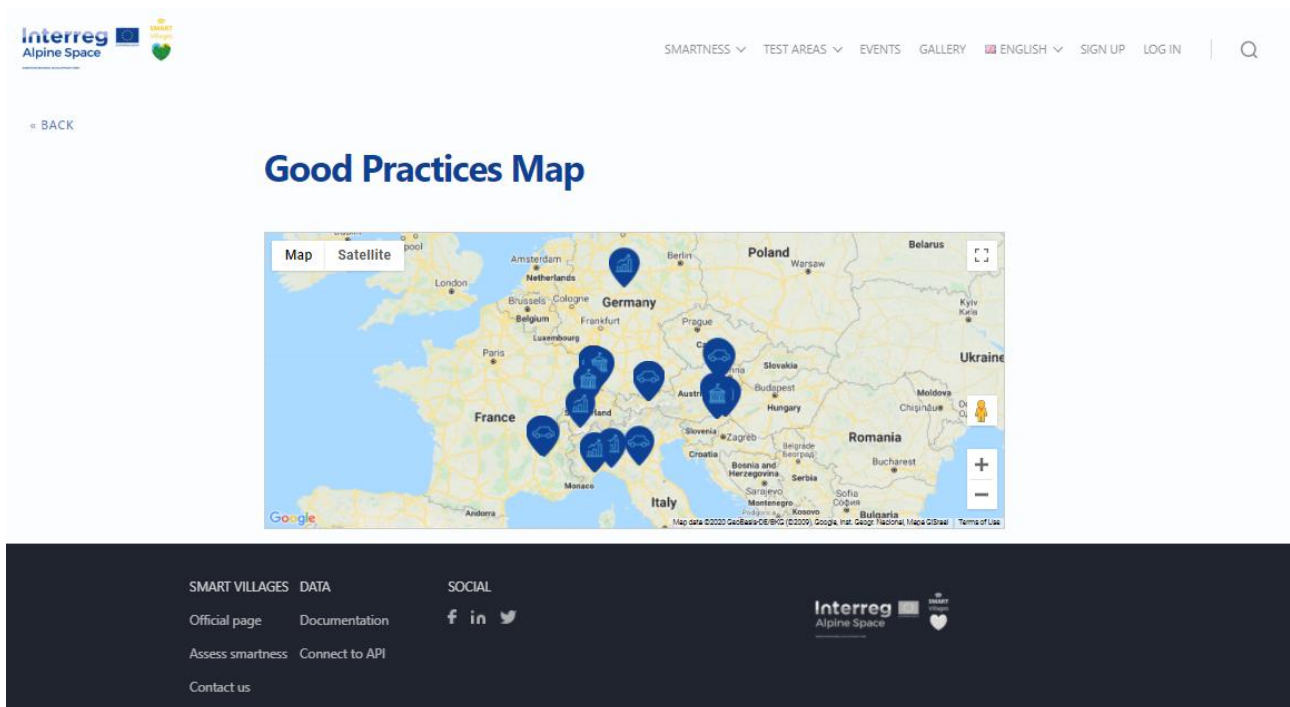 Interreg
Alpine Space
SMART
Villages
SMARTNESS TEST AREAS EVENTS GALLERY ENGLISH SIGN UP LOG IN
« BACK
Good Practices Map
Map Satellite
pool
Amsterdam
Netherlands
Berlin
Poland
Warsaw
Belarus
London
Brussels
Cologne
Germany
Belgium
Frankfurt
Prague
Kyiv
Київ
Luxembourg
Paris
Slovakia
Ukraine
Budapest
Hungary
Moldova
Chișinău
France
Slovenia
Zagreb
Croatia
Belgrade
Београд
Romania
Bosnia and
Herzegovina
Serbia
Bucharest
Monaco
Sarajevo
Sofia
София
Italy
Montenegro
Kosovo
Bulgaria
Andorra
Google
Map data ©2020 GeoBasis-DE/BKG (©2009), Google, Inst. Geogr. Nacional, Mapa GISrael Terms of Use
SMART VILLAGES DATA SOCIAL
Official page Documentation
Assess smartness Connect to API
Contact us
Interreg
Alpine Space
SMART
Villages